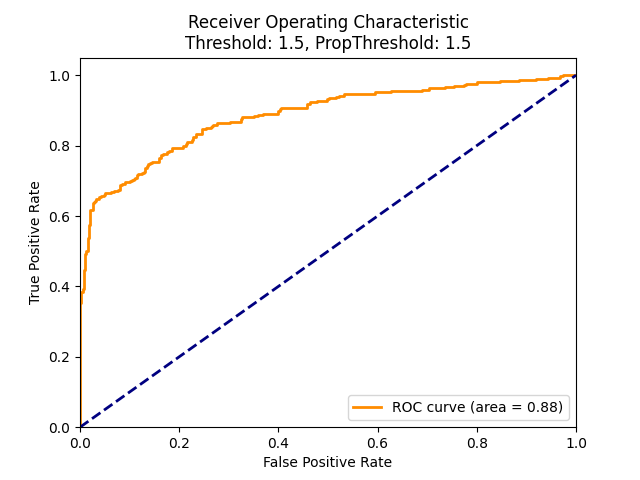 Receiver Operating Characteristic
Threshold: 1.5, PropThreshold: 1.5
True Positive Rate
1.0
0.8
0.6
0.4
0.2
0.0
0.0 0.2 0.4 0.6 0.8 1.0
False Positive Rate
ROC curve (area = 0.88)